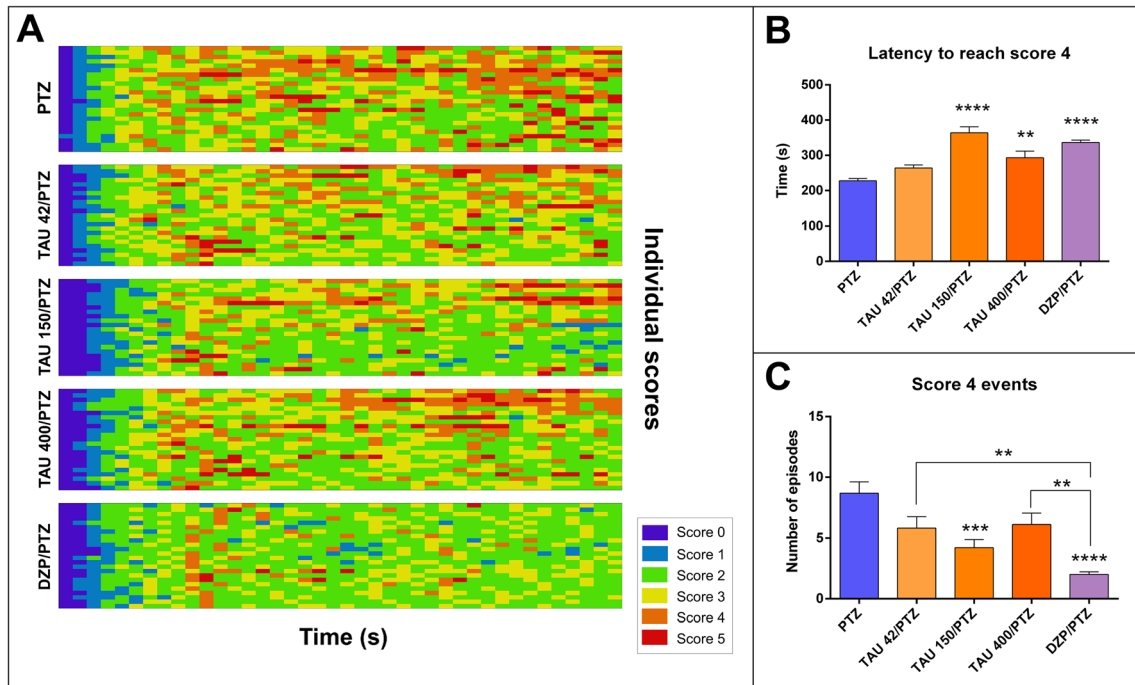 A
PTZ
TAU 42/PTZ
TAU 150/PTZ
TAU 400/PTZ
DZP/PTZ
Individual scores
Time (s)
Score 0
Score 1
Score 2
Score 3
Score 4
Score 5
B
Latency to reach score 4
Time (s)
500
400
300
200
100
0
****
**
****
PTZ
TAU 42/PTZ
TAU 150/PTZ
TAU 400/PTZ
DZP/PTZ
C
Score 4 events
Number of episodes
15
10
5
0
**
**
***
****
PTZ
TAU 42/PTZ
TAU 150/PTZ
TAU 400/PTZ
DZP/PTZ